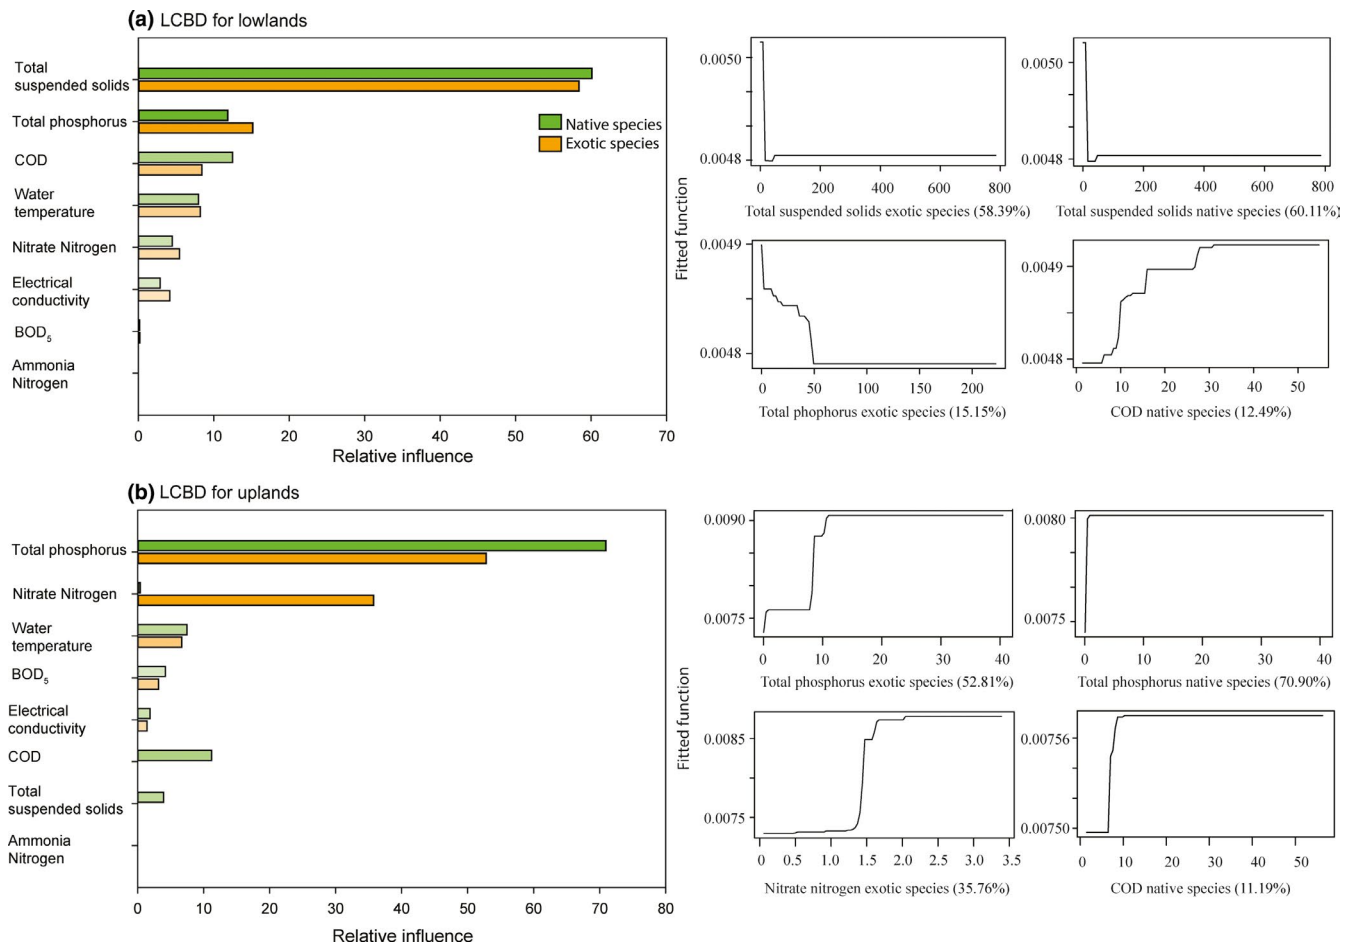 (a) LCBD for lowlands
Total
suspended solids
Total phosphorus
COD
Water
temperature
Nitrate Nitrogen
Electrical
conductivity
BOD5
Ammonia
Nitrogen
0 10 20 30 40 50 60 70
Relative influence
Native species
Exotic species
Fitted function
0.0050
0.0048
0 200 400 600 800
Total suspended solids exotic species (58.39%)
0.0050
0.0048
0 200 400 600 800
Total suspended solids native species (60.11%)
0.0049
0.0048
0 50 100 150 200
Total phophorus exotic species (15.15%)
0.0049
0.0048
0 10 20 30 40 50
COD native species (12.49%)
(b) LCBD for uplands
Total phosphorus
Nitrate Nitrogen
Water
temperature
BOD5
Electrical
conductivity
COD
Total
suspended solids
Ammonia
Nitrogen
0 10 20 30 40 50 60 70 80
Relative influence
Fitted function
0.0090
0.0075
0 10 20 30 40
Total phosphorus exotic species (52.81%)
0.0080
0.0075
0 10 20 30 40
Total phosphorus native species (70.90%)
0.0085
0.0075
0 0.5 1.0 1.5 2.0 2.5 3.0 3.5
Nitrate nitrogen exotic species (35.76%)
0.00756
0.00750
0 10 20 30 40 50
COD native species (11.19%)